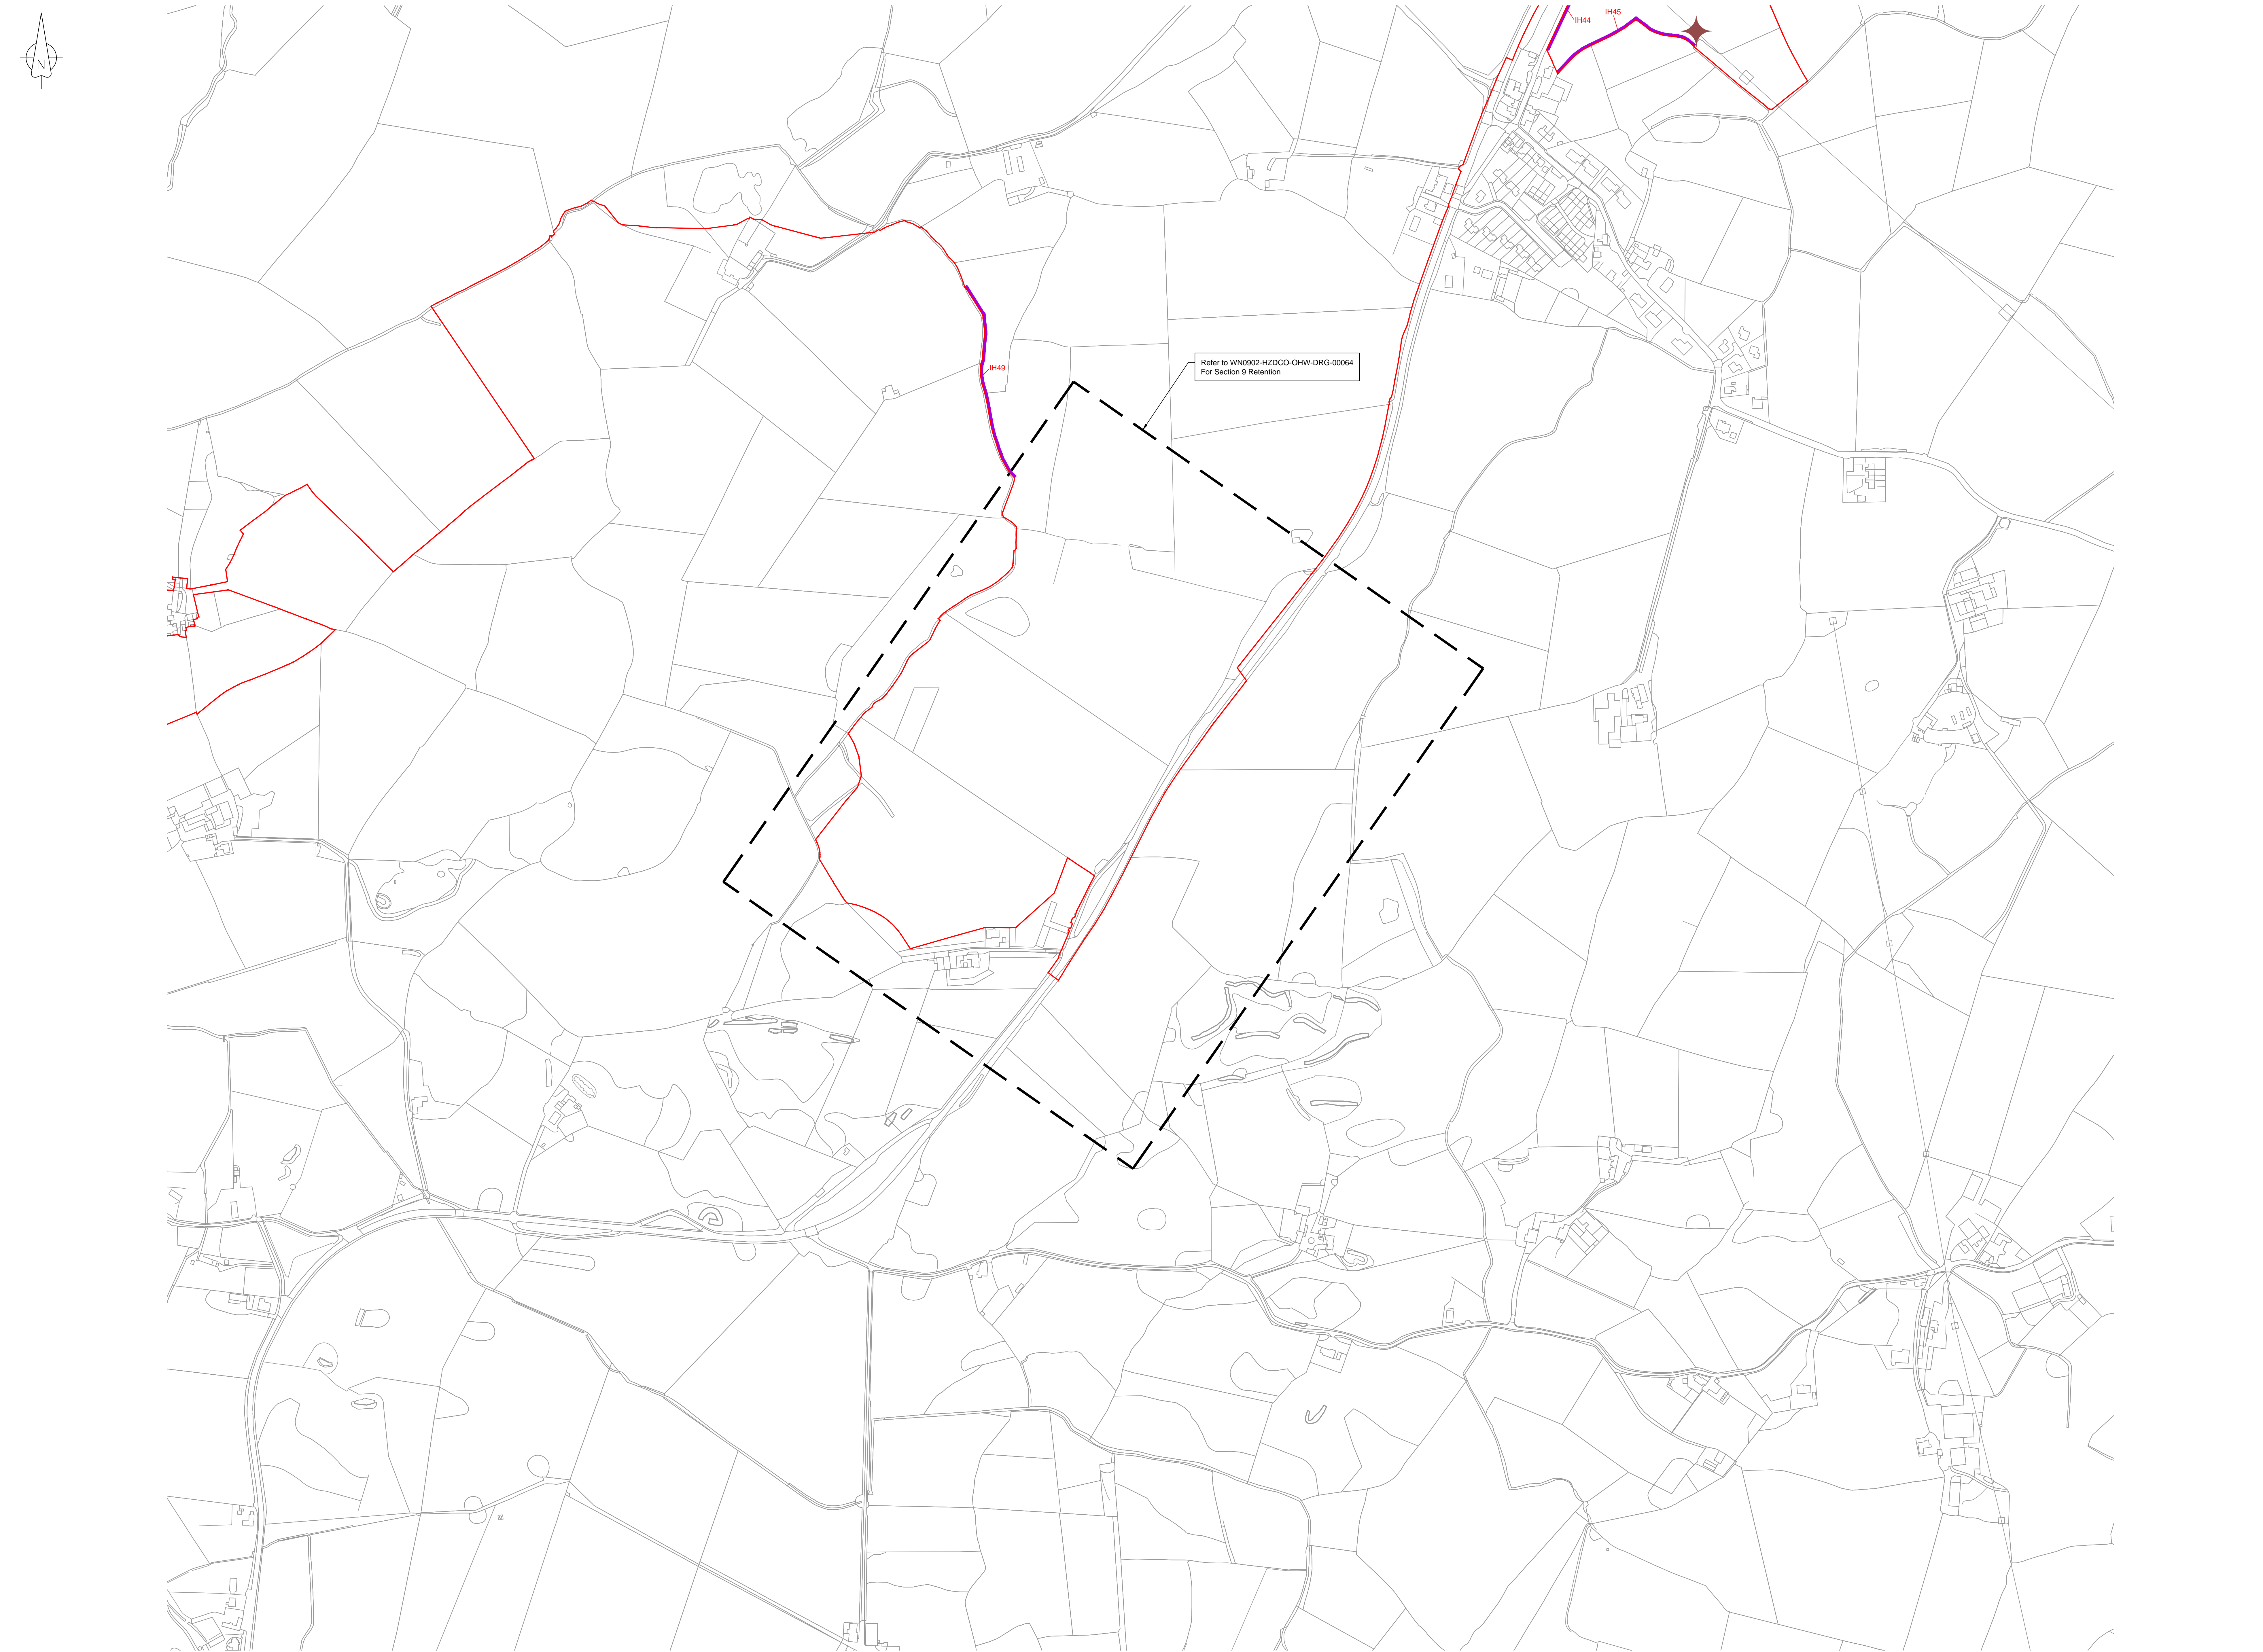 IH44
IH45
N
Refer to WN0902-HZDCO-OHW-DRG-00064
For Section 9 Retention
IH49